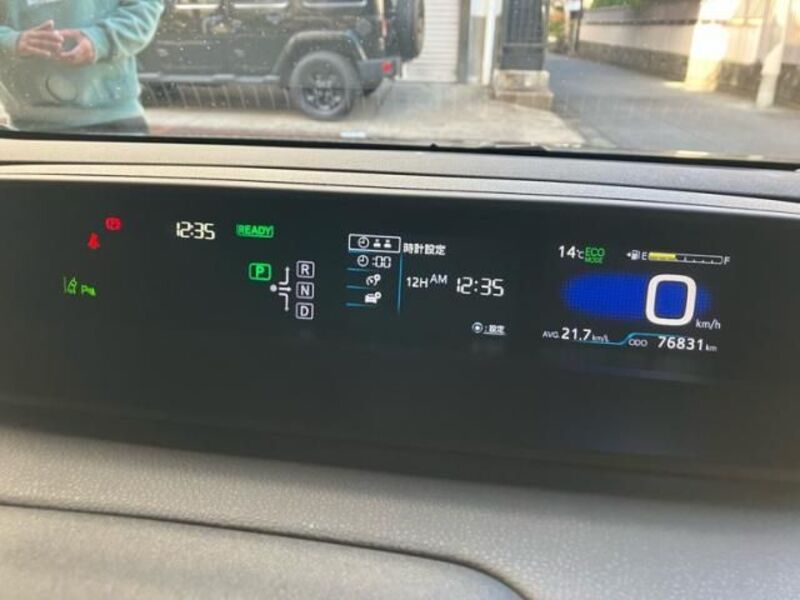 12:35
READY
P
R
N
D
P
:00
時計設定
12H AM 12:35
:設定
14℃ ECO MODE
E F
0 km/h
AVG. 21.7 km/L
ODO 76831 km